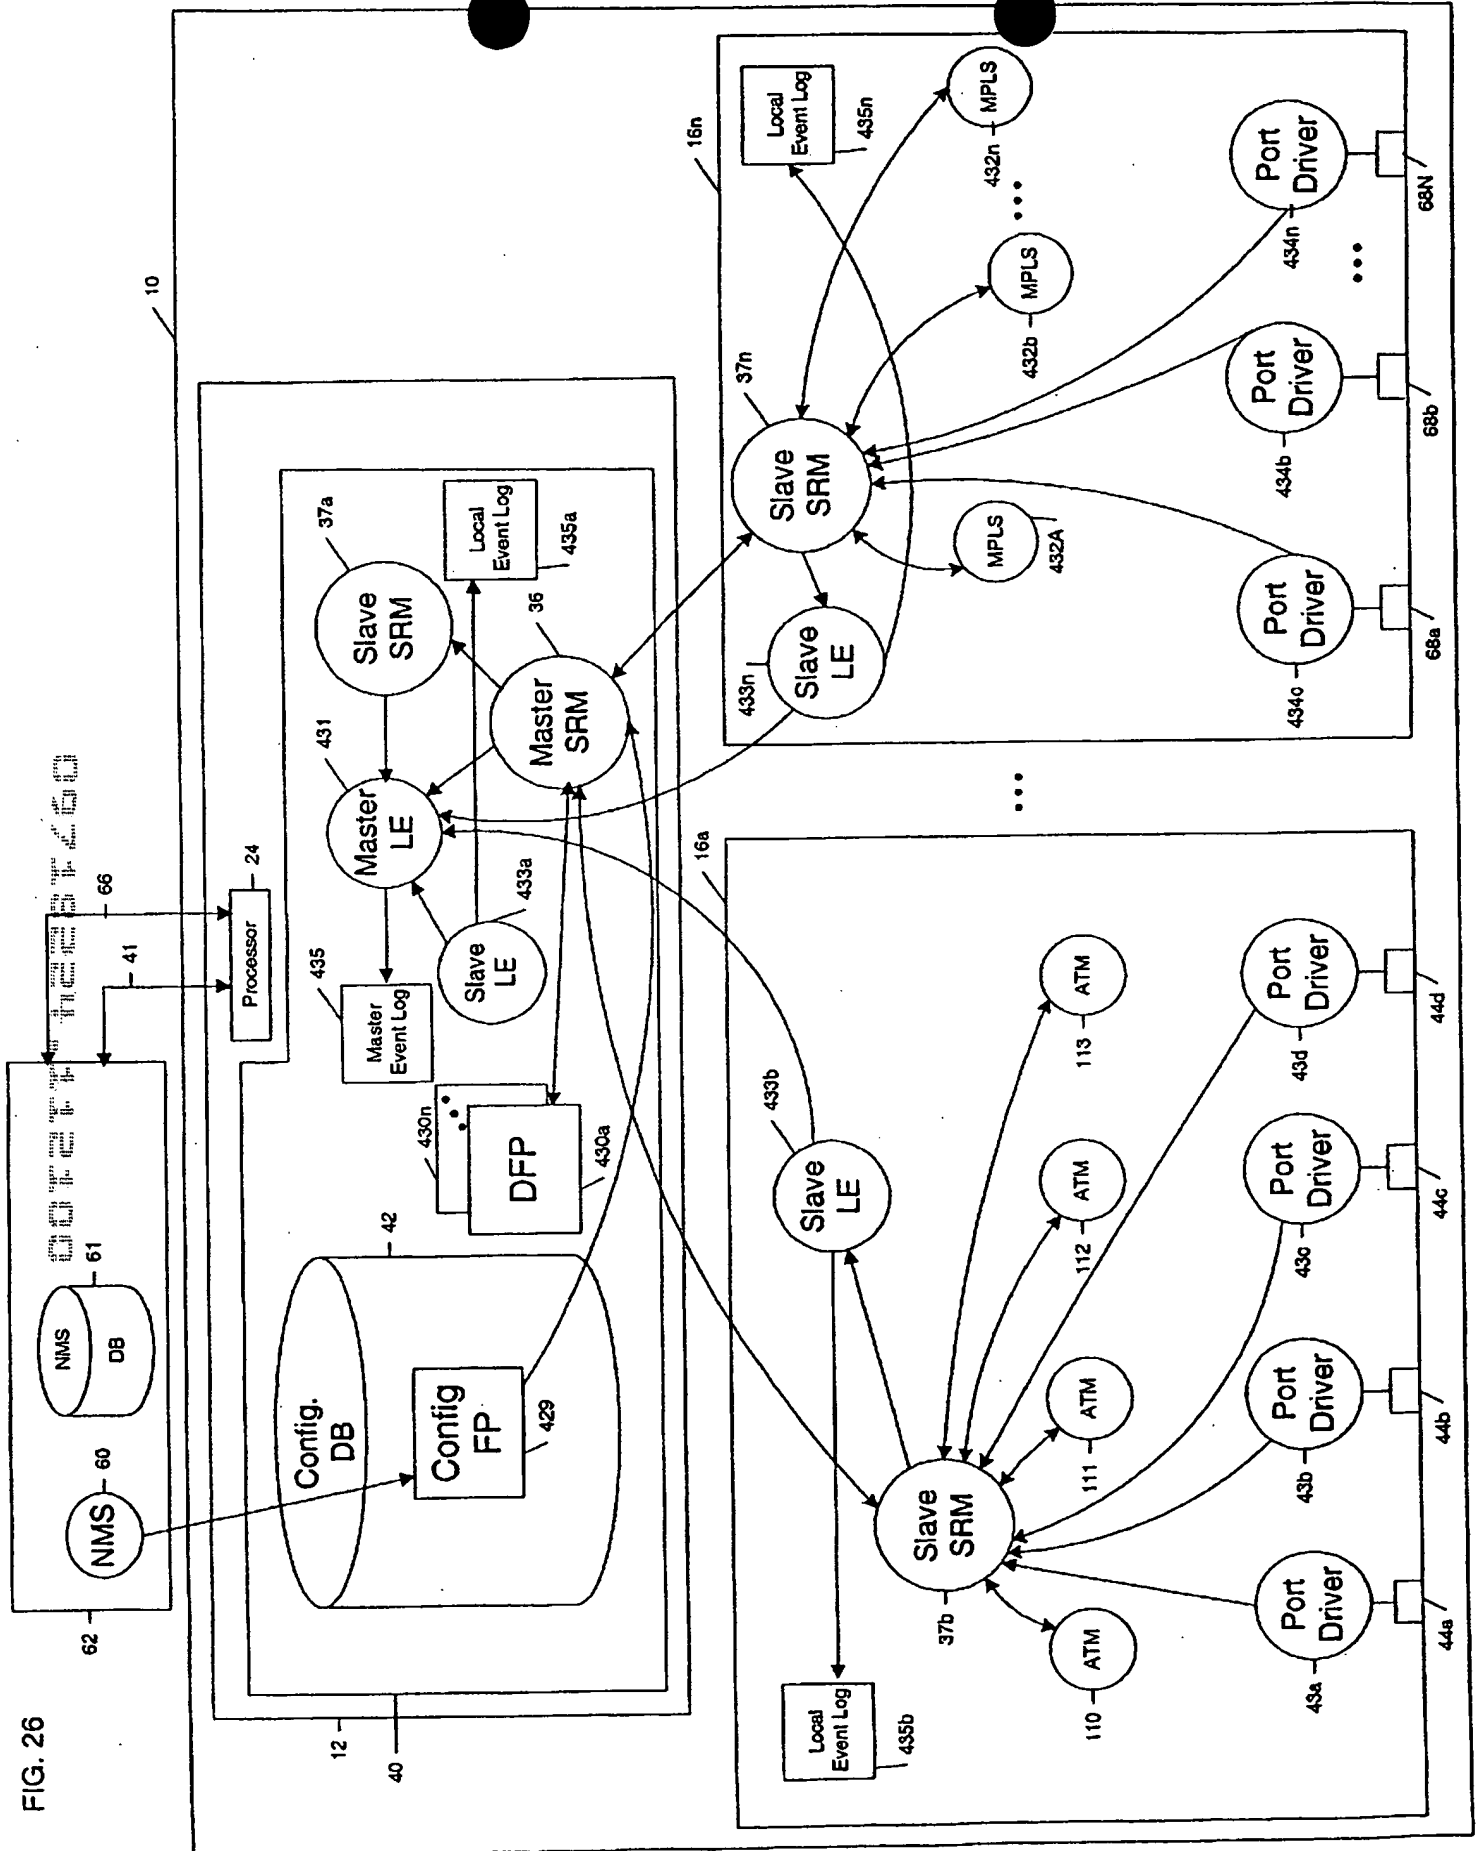 FIG. 26
62
NMS
60
NMS
DB
61
66
41
10
12
40
Processor
24
Config.
DB
42
Config
FP
429
430n
DFP
430a
Master
Event Log
435
Slave
LE
433a
Master
LE
431
Slave
SRM
37a
Master
SRM
36
Local
Event Log
435a
16a
Local
Event Log
435b
Slave
LE
433b
Slave
SRM
37b
ATM
110
ATM
111
ATM
112
ATM
113
Port
Driver
43a
44a
Port
Driver
43b
44b
Port
Driver
43c
44c
Port
Driver
43d
44d
16n
Slave
LE
433n
Slave
SRM
37n
Local
Event Log
435n
MPLS
432A
MPLS
432b
MPLS
432n
Port
Driver
434c
68a
Port
Driver
434b
68b
Port
Driver
434n
68N